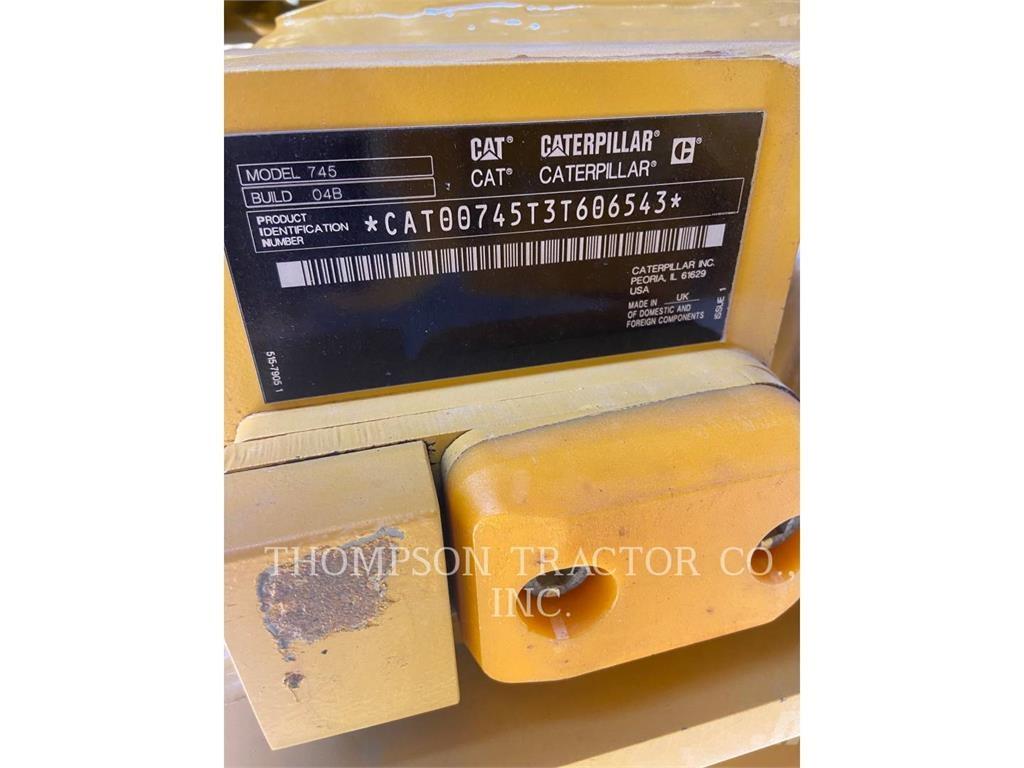 CAT® CATERPILLAR® C®
CAT® CATERPILLAR®
MODEL 745
BUILD 04B
PRODUCT
IDENTIFICATION
NUMBER
*CAT00745T3T606543*
CATERPILLAR INC.
PEORIA, IL 61629
USA
MADE IN UK
OF DOMESTIC AND
FOREIGN COMPONENTS
ISSUE 1
515-7905 1
THOMPSON TRACTOR CO.,
INC.